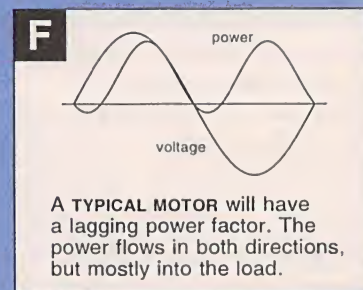 F
power
voltage
A TYPICAL MOTOR will have
a lagging power factor. The
power flows in both directions,
but mostly into the load.